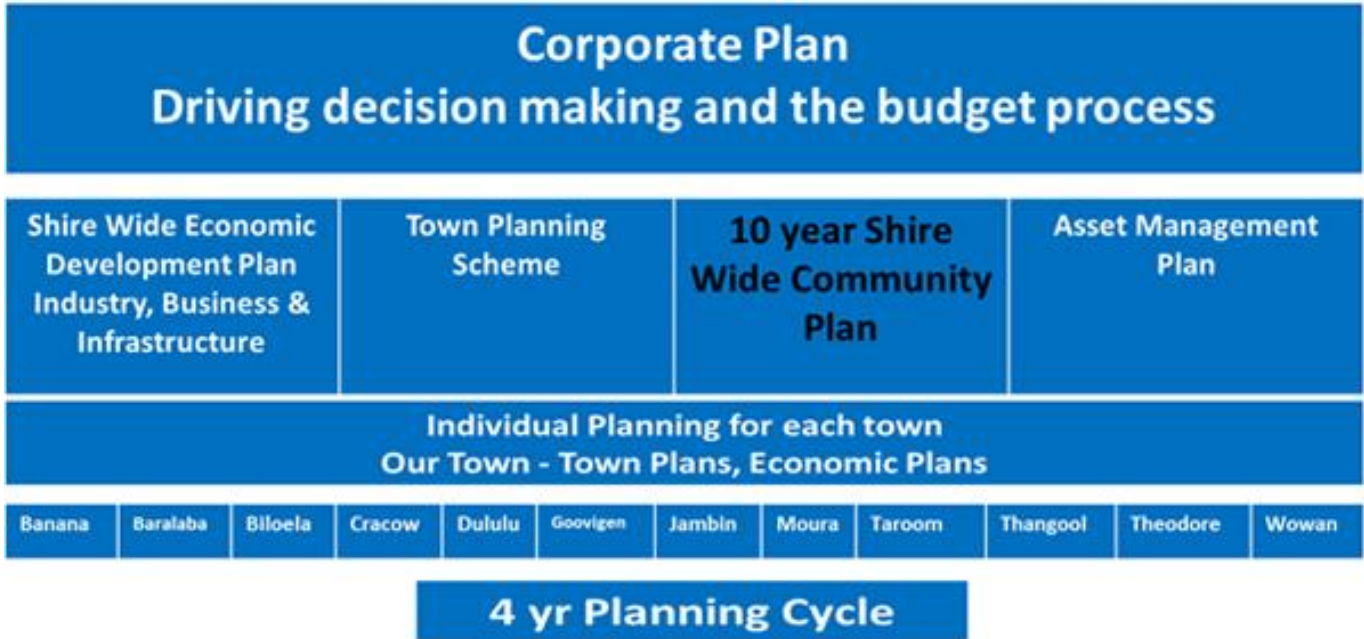 Corporate Plan
Driving decision making and the budget process
Shire Wide Economic
Development Plan
Industry, Business &
Infrastructure
Town Planning
Scheme
10 year Shire
Wide Community
Plan
Asset Management
Plan
Individual Planning for each town
Our Town - Town Plans, Economic Plans
Banana
Baralaba
Biloela
Cracow
Dululu
Goovigen
Jambin
Moura
Taroom
Thangool
Theodore
Wowan
4 yr Planning Cycle